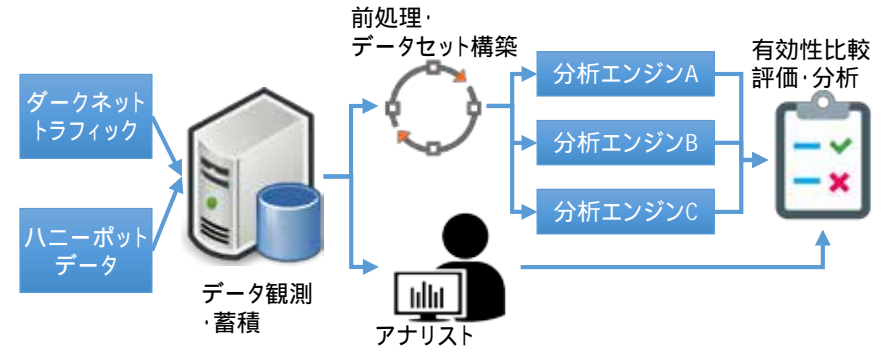 ダークネット
トラフィック
ハニーポット
データ
データ観測
・蓄積
前処理・
データセット構築
アナリスト
分析エンジンA
分析エンジンB
分析エンジンC
有効性比較
評価・分析